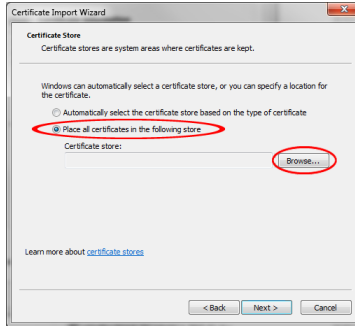 Certificate Import Wizard
Certificate Store
Certificate stores are system areas where certificates are kept.
Windows can automatically select a certificate store, or you can specify a location for
the certificate.
Automatically select the certificate store based on the type of certificate
Place all certificates in the following store
Certificate store:
Browse...
Learn more about certificate stores
< Back
Next >
Cancel